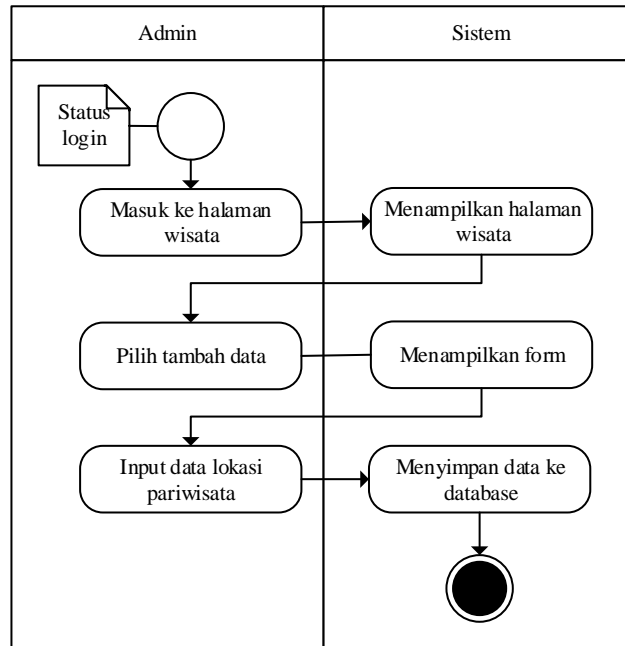 Admin
Sistem
Status
login
Masuk ke halaman
wisata
Menampilkan halaman
wisata
Pilih tambah data
Menampilkan form
Input data lokasi
pariwisata
Menyimpan data ke
database